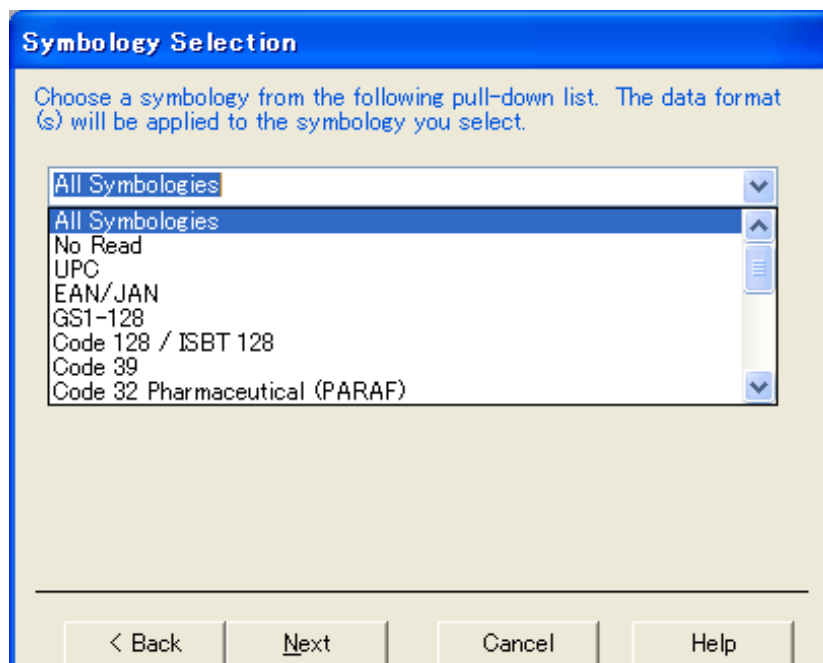 Symbology Selection
Choose a symbology from the following pull-down list.  The data format
(s) will be applied to the symbology you select.
All Symbologies
All Symbologies
No Read
UPC
EAN/JAN
GS1-128
Code 128 / ISBT 128
Code 39
Code 32 Pharmaceutical (PARAF)
< Back Next Cancel Help